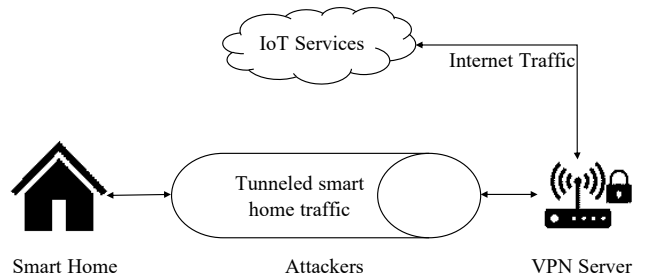 IoT Services
Internet Traffic
Tunneled smart
home traffic
Smart Home
Attackers
VPN Server